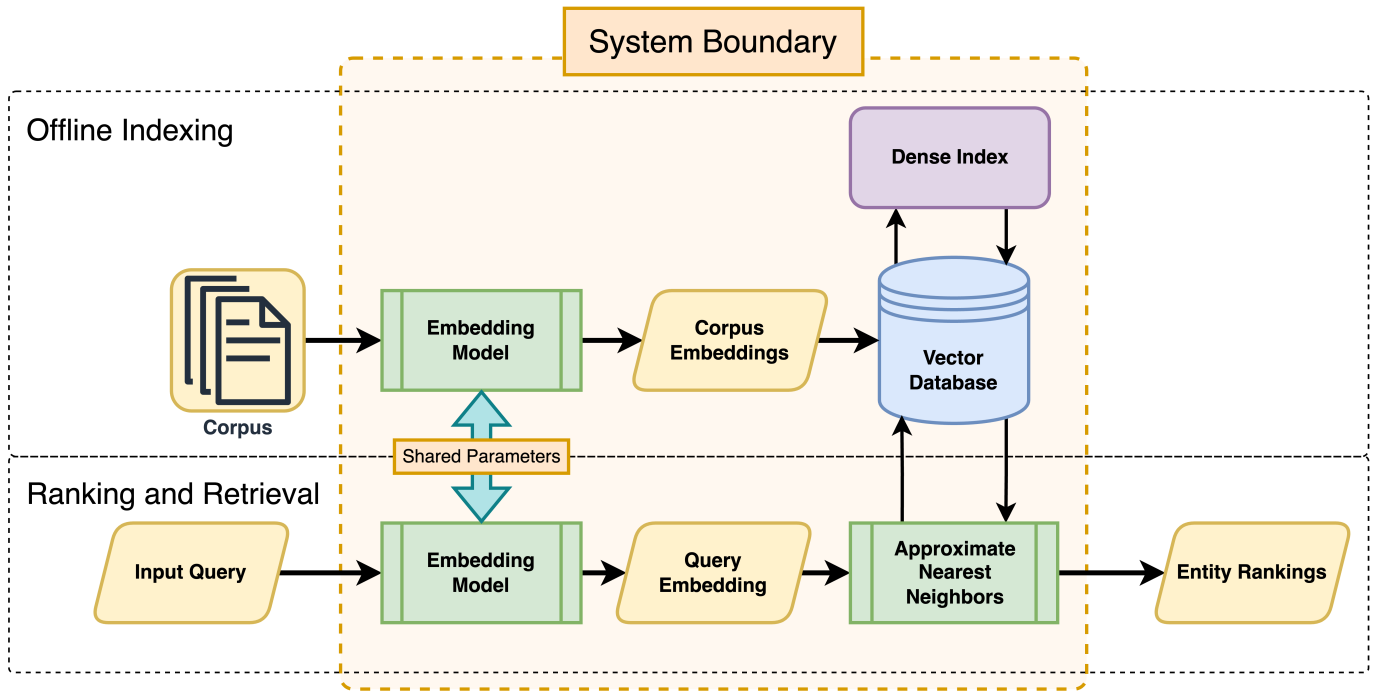 System Boundary
Offline Indexing
Dense Index
Embedding
Model
Corpus
Embeddings
Vector
Database
Corpus
Shared Parameters
Ranking and Retrieval
Input Query
Embedding
Model
Query
Embedding
Approximate
Nearest
Neighbors
Entity Rankings